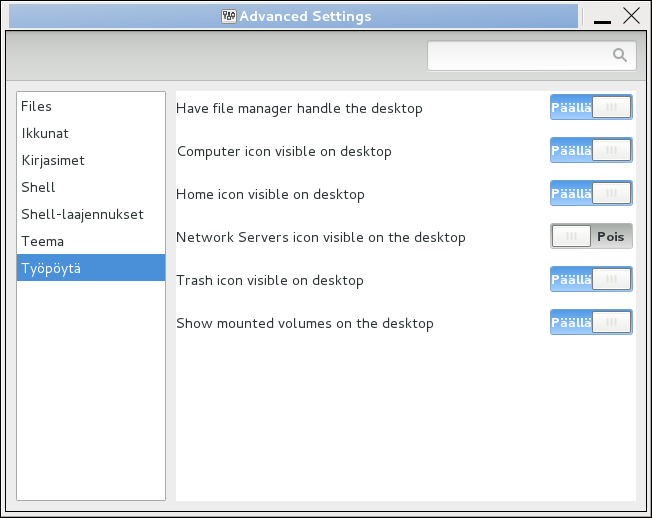 Advanced Settings
Files
Ikkunat
Kirjasimet
Shell
Shell-laajennukset
Teema
Työpöytä
Have file manager handle the desktop Päällä
Computer icon visible on desktop Päällä
Home icon visible on desktop Päällä
Network Servers icon visible on the desktop Pois
Trash icon visible on desktop Päällä
Show mounted volumes on the desktop Päällä